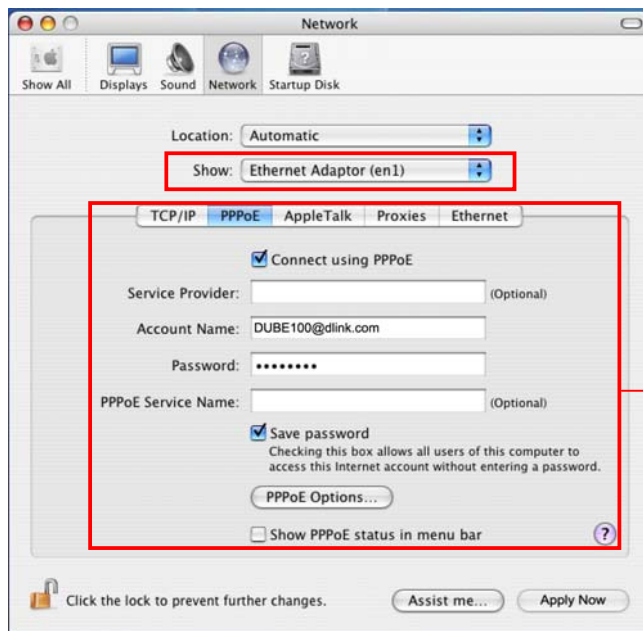 Network
Show All Displays Sound Network Startup Disk
Location: Automatic
Show: Ethernet Adaptor (en1)
TCP/IP PPPoE AppleTalk Proxies Ethernet
Connect using PPPoE
Service Provider: (Optional)
Account Name: DUBE100@dlink.com
Password: ••••••••
PPPoE Service Name: (Optional)
Save password
Checking this box allows all users of this computer to
access this Internet account without entering a password.
PPPoE Options...
Show PPPoE status in menu bar ?
Click the lock to prevent further changes. Assist me... Apply Now